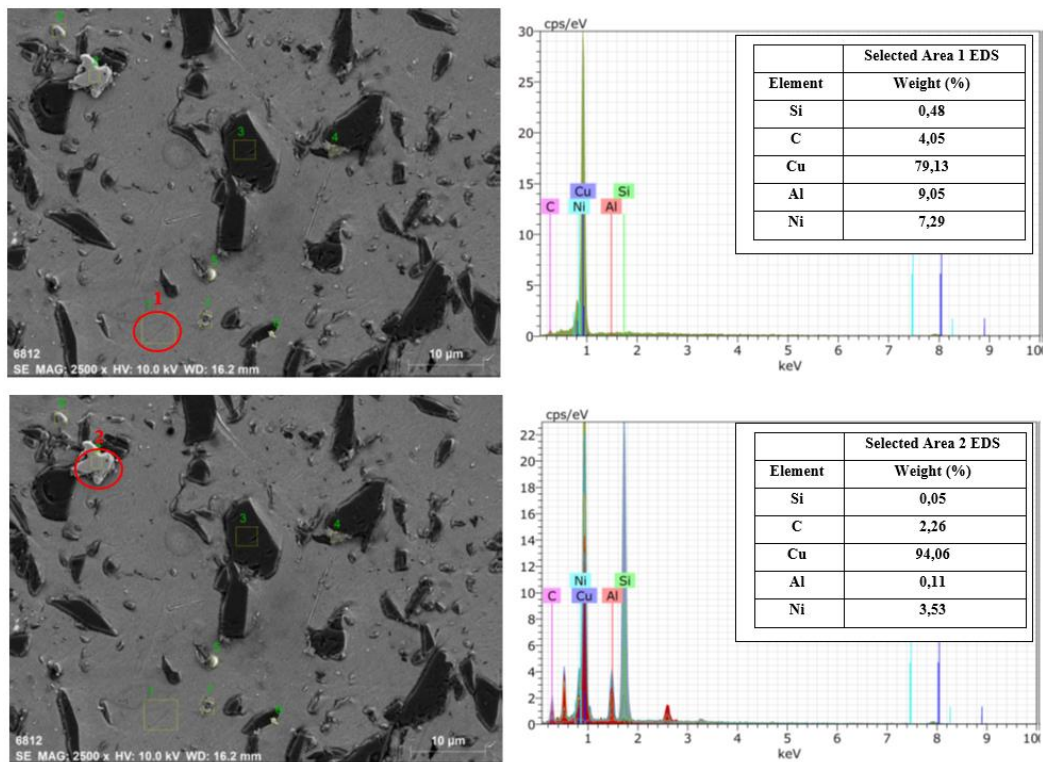 3
4
1
6812
SE MAG: 2500 x HV: 10.0 kV WD: 16.2 mm
10 µm
cps/eV
30
25
20
15
10
5
0
Cu Si
C Ni Al
1 2 3 4 5 6 7 8 9 10
keV
Selected Area 1 EDS
Element Weight (%)
Si 0,48
C 4,05
Cu 79,13
Al 9,05
Ni 7,29
2
3
4
6812
SE MAG: 2500 x HV: 10.0 kV WD: 16.2 mm
10 µm
cps/eV
22
20
18
16
14
12
10
8
6
4
2
0
Ni Si
C Cu Al
1 2 3 4 5 6 7 8 9 10
keV
Selected Area 2 EDS
Element Weight (%)
Si 0,05
C 2,26
Cu 94,06
Al 0,11
Ni 3,53